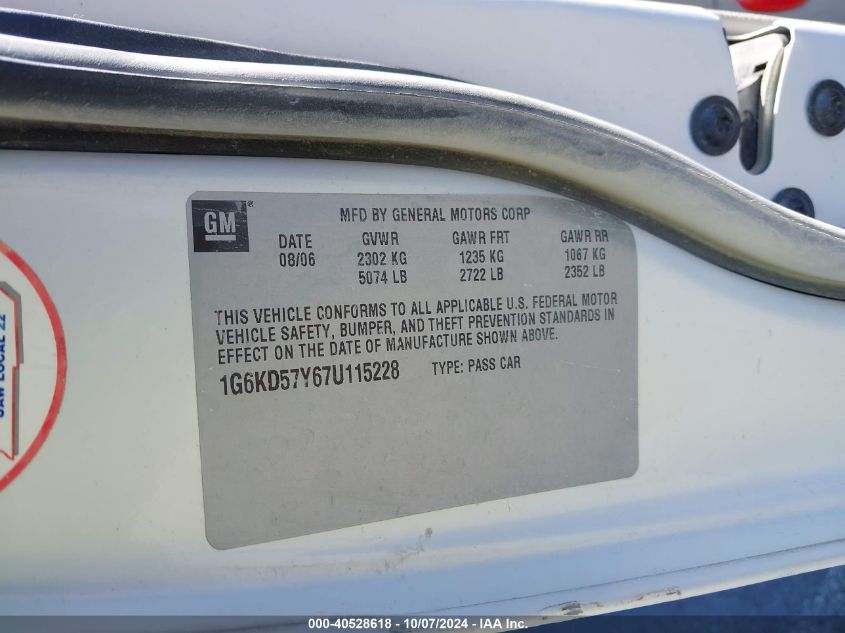 GM ®
MFD BY GENERAL MOTORS CORP
DATE GVWR GAWR FRT GAWR RR
08/06 2302 KG 1235 KG 1067 KG
5074 LB 2722 LB 2352 LB
THIS VEHICLE CONFORMS TO ALL APPLICABLE U.S. FEDERAL MOTOR
VEHICLE SAFETY, BUMPER, AND THEFT PREVENTION STANDARDS IN
EFFECT ON THE DATE OF MANUFACTURE SHOWN ABOVE.
1G6KD57Y67U115228 TYPE: PASS CAR
UAW LOCAL 22
000-40528618 - 10/07/2024 - IAA Inc.